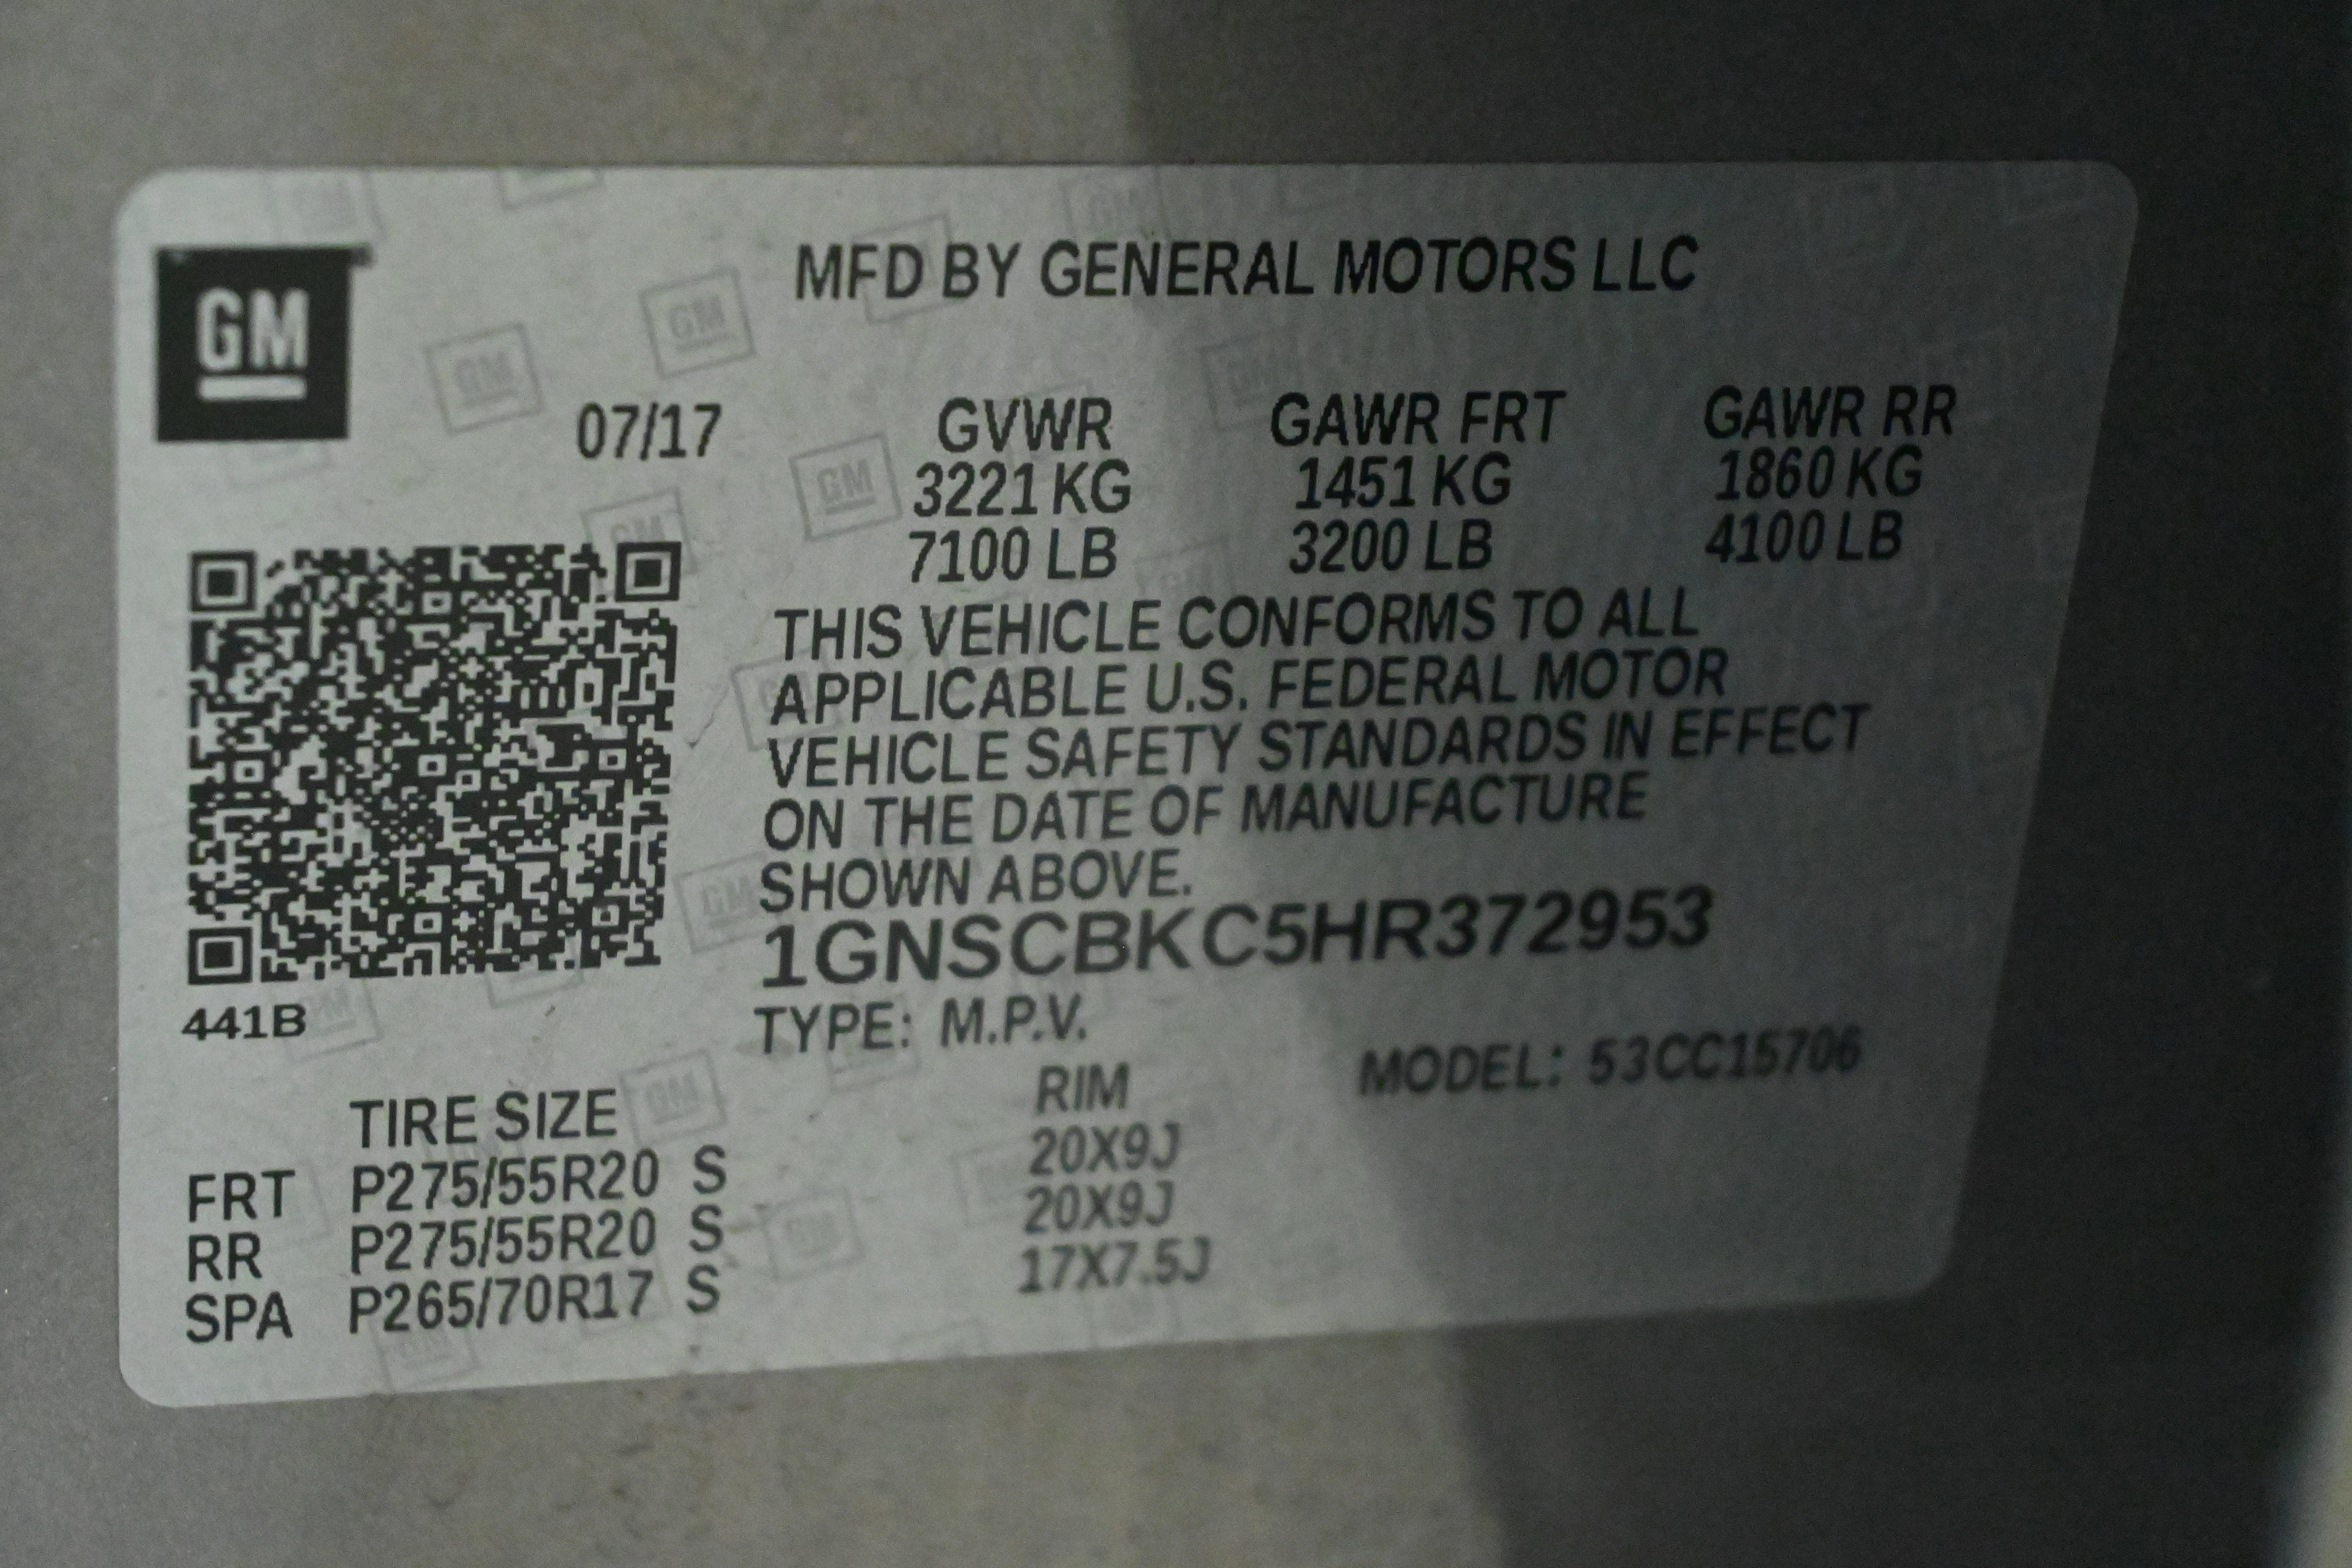 GM
MFD BY GENERAL MOTORS LLC
07/17 GVWR GAWR FRT GAWR RR
3221 KG 1451 KG 1860 KG
7100 LB 3200 LB 4100 LB
THIS VEHICLE CONFORMS TO ALL
APPLICABLE U.S. FEDERAL MOTOR
VEHICLE SAFETY STANDARDS IN EFFECT
ON THE DATE OF MANUFACTURE
SHOWN ABOVE.
1GNSCBKC5HR372953
441B
TYPE: M.P.V. MODEL: 53CC15706
TIRE SIZE RIM
FRT P275/55R20 S 20X9J
RR P275/55R20 S 20X9J
SPA P265/70R17 S 17X7.5J